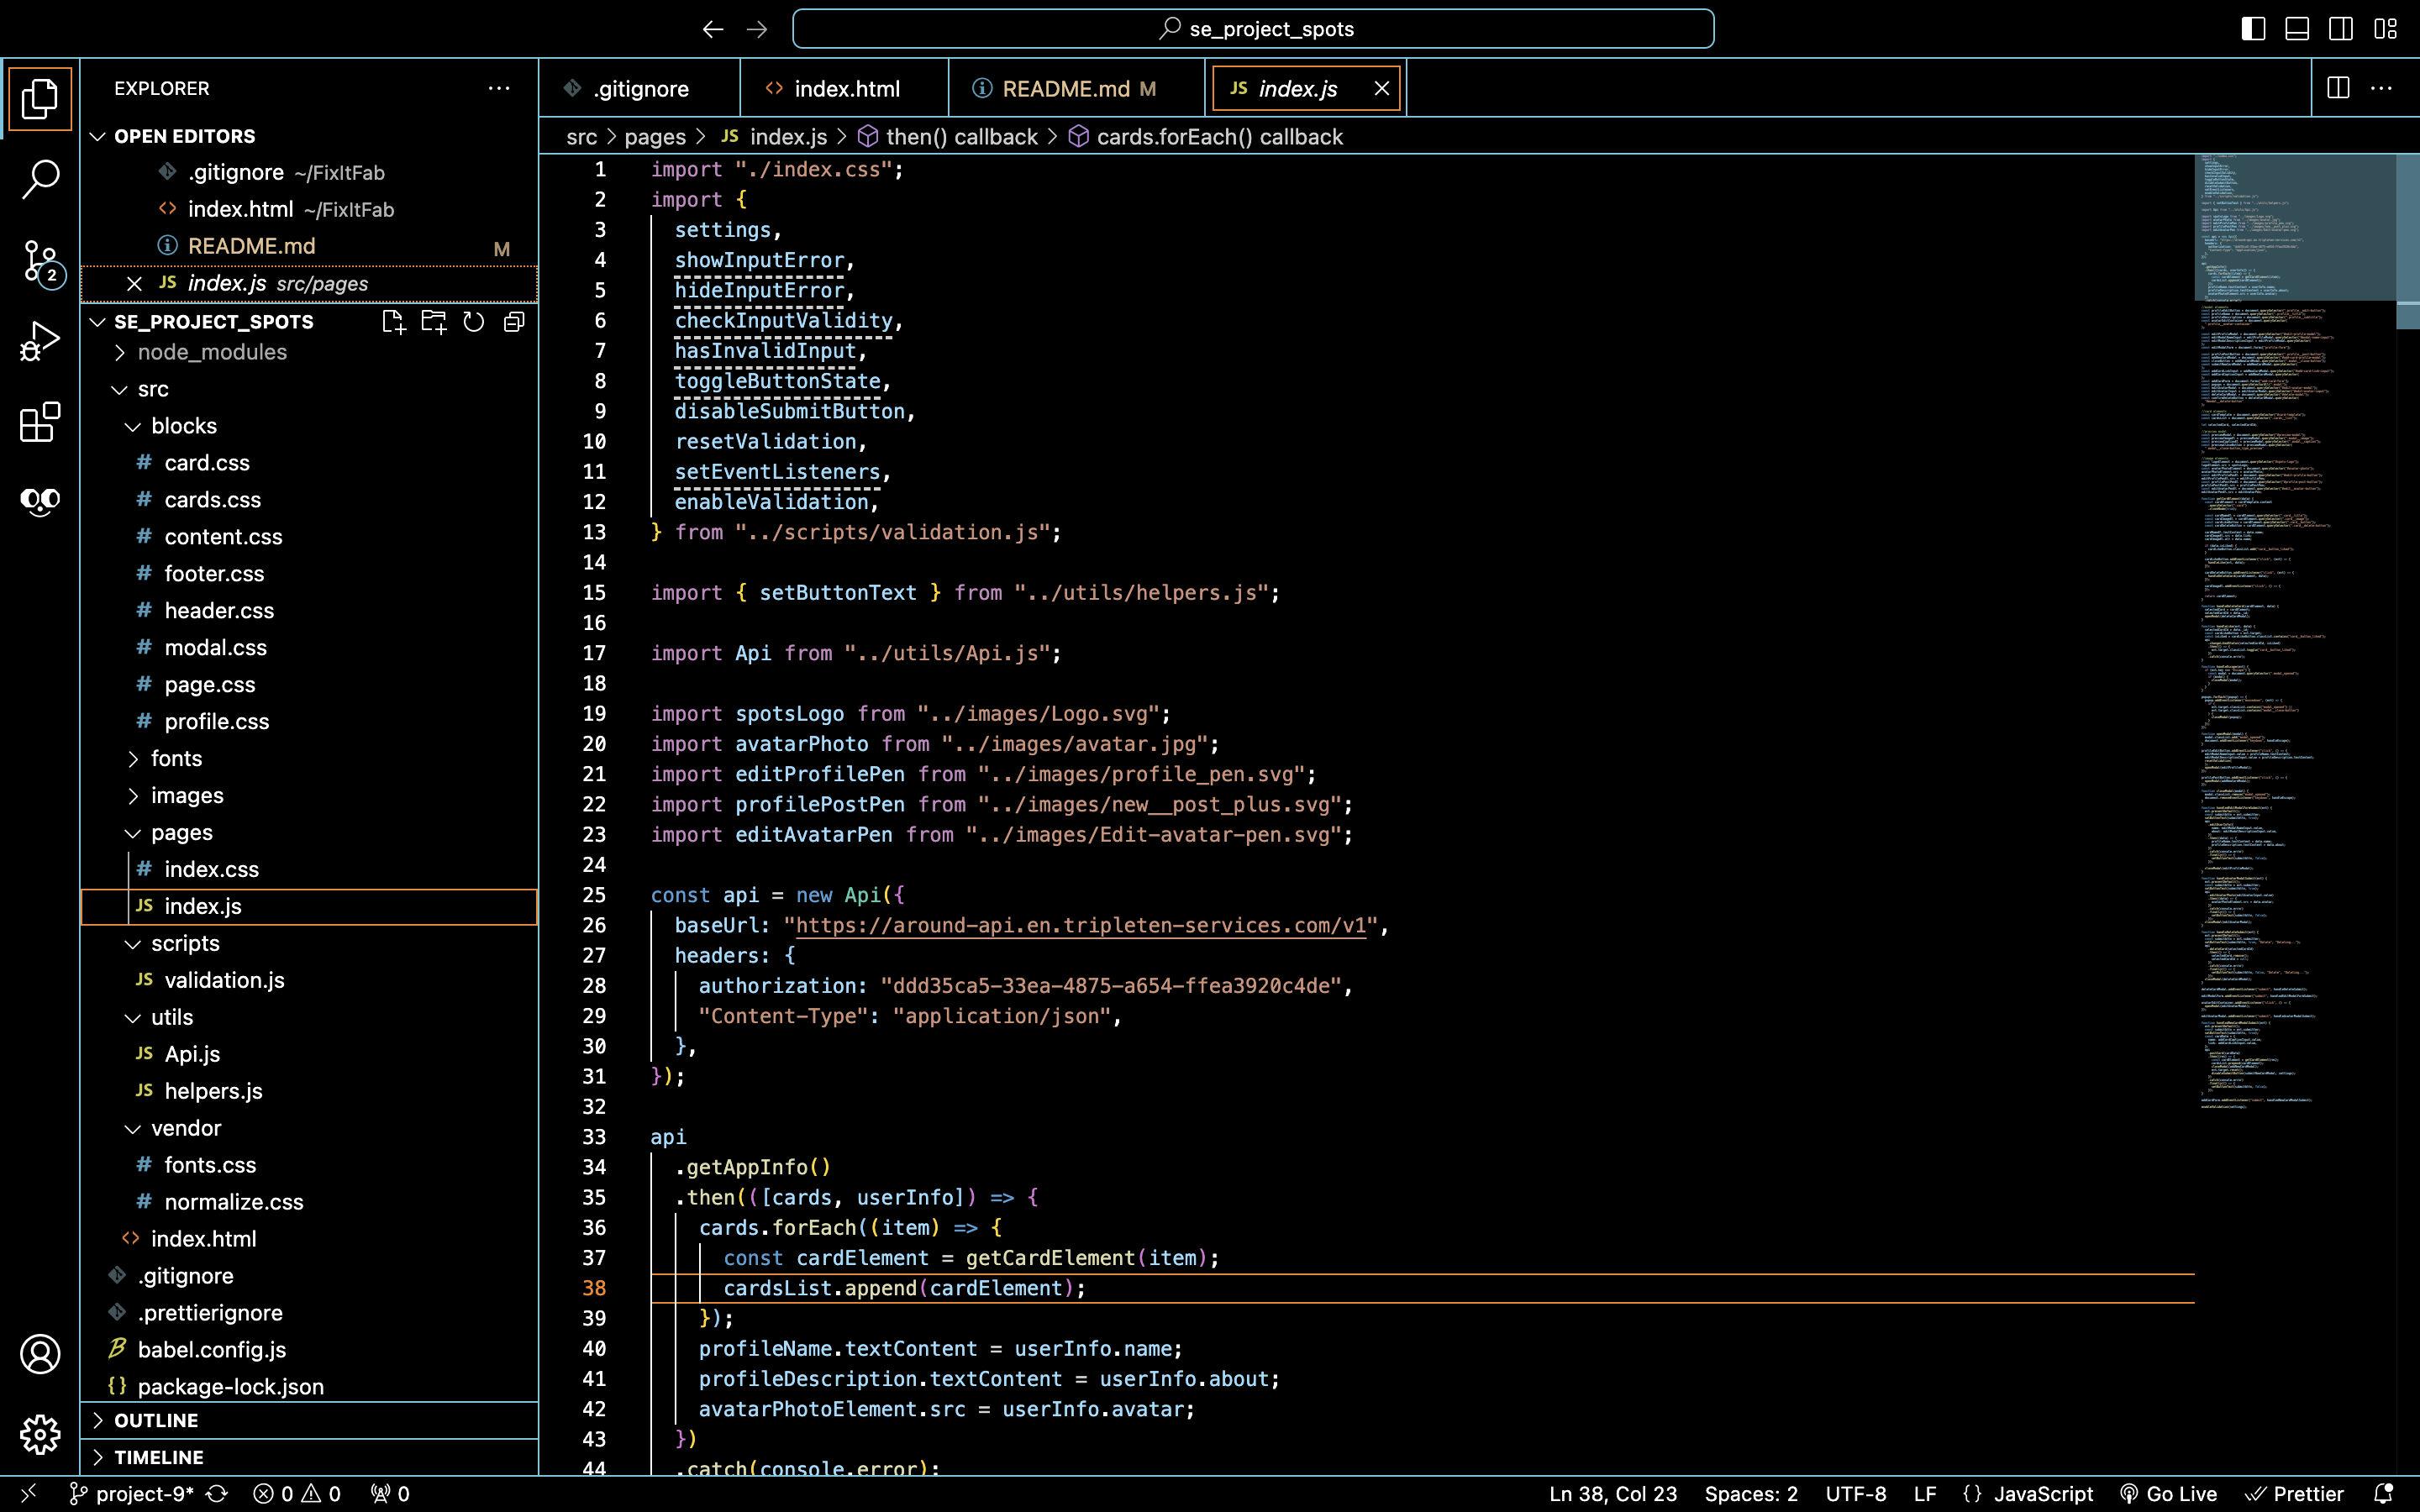 se_project_spots
EXPLORER
OPEN EDITORS
.gitignore ~/FixItFab
index.html ~/FixItFab
README.md M
JS index.js src/pages
SE_PROJECT_SPOTS
node_modules
src
blocks
# card.css
# cards.css
# content.css
# footer.css
# header.css
# modal.css
# page.css
# profile.css
fonts
images
pages
# index.css
JS index.js
scripts
JS validation.js
utils
JS Api.js
JS helpers.js
vendor
# fonts.css
# normalize.css
<> index.html
.gitignore
.prettierignore
babel.config.js
{} package-lock.json
OUTLINE
TIMELINE
2
.gitignore
<> index.html
README.md M
JS index.js
src > pages > JS index.js > then() callback > cards.forEach() callback
1 import "./index.css";
2 import {
3 settings,
4 showInputError,
5 hideInputError,
6 checkInputValidity,
7 hasInvalidInput,
8 toggleButtonState,
9 disableSubmitButton,
10 resetValidation,
11 setEventListeners,
12 enableValidation,
13 } from "../scripts/validation.js";
14
15 import { setButtonText } from "../utils/helpers.js";
16
17 import Api from "../utils/Api.js";
18
19 import spotsLogo from "../images/Logo.svg";
20 import avatarPhoto from "../images/avatar.jpg";
21 import editProfilePen from "../images/profile_pen.svg";
22 import profilePostPen from "../images/new__post_plus.svg";
23 import editAvatarPen from "../images/Edit-avatar-pen.svg";
24
25 const api = new Api({
26 baseUrl: "https://around-api.en.tripleten-services.com/v1",
27 headers: {
28 authorization: "ddd35ca5-33ea-4875-a654-ffea3920c4de",
29 "Content-Type": "application/json",
30 },
31 });
32
33 api
34 .getAppInfo()
35 .then(([cards, userInfo]) => {
36 cards.forEach((item) => {
37 const cardElement = getCardElement(item);
38 cardsList.append(cardElement);
39 });
40 profileName.textContent = userInfo.name;
41 profileDescription.textContent = userInfo.about;
42 avatarPhotoElement.src = userInfo.avatar;
43 })
44 .catch(console.error);
project-9* 0 0 0 Ln 38, Col 23 Spaces: 2 UTF-8 LF {} JavaScript Go Live Prettier